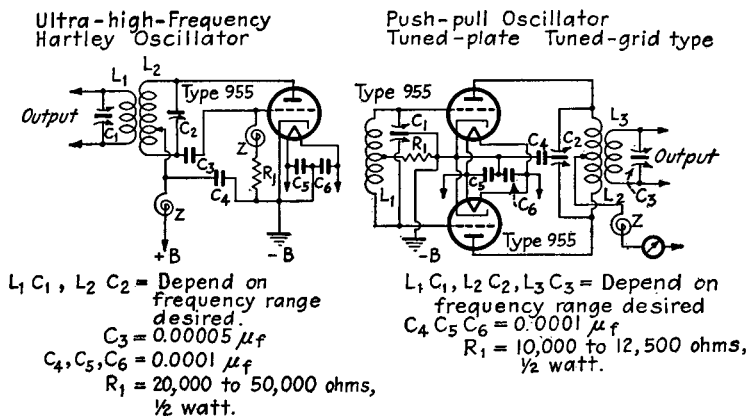 Ultra-high-Frequency
Hartley Oscillator
L1
L2
Type 955
Output
C1
C2
C3
Z
R1
C4
C5
C6
Z
+B
-B
L1 C1, L2 C2 = Depend on
frequency range
desired.
C3 = 0.00005 μf
C4, C5, C6 = 0.0001 μf
R1 = 20,000 to 50,000 ohms,
1/2 watt.
Push-pull Oscillator
Tuned-plate Tuned-grid type
Type 955
C1
R1
L1
C4
C2
L3
Output
C5
C6
L2
C3
Z
-B
Type 955
L1 C1, L2 C2, L3 C3 = Depend on
frequency range desired
C4 C5 C6 = 0.0001 μf
R1 = 10,000 to 12,500 ohms,
1/2 watt.